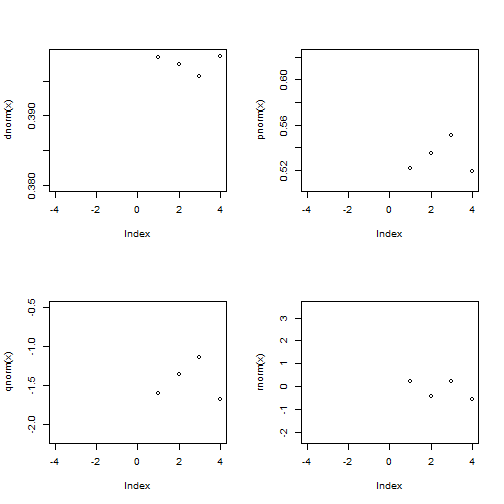 dnorm(x)
0.380
0.390
-4 -2 0 2 4
Index
pnorm(x)
0.52
0.56
0.60
-4 -2 0 2 4
Index
qnorm(x)
-2.0
-1.5
-1.0
-0.5
-4 -2 0 2 4
Index
rnorm(x)
-2
-1
0
1
2
3
-4 -2 0 2 4
Index